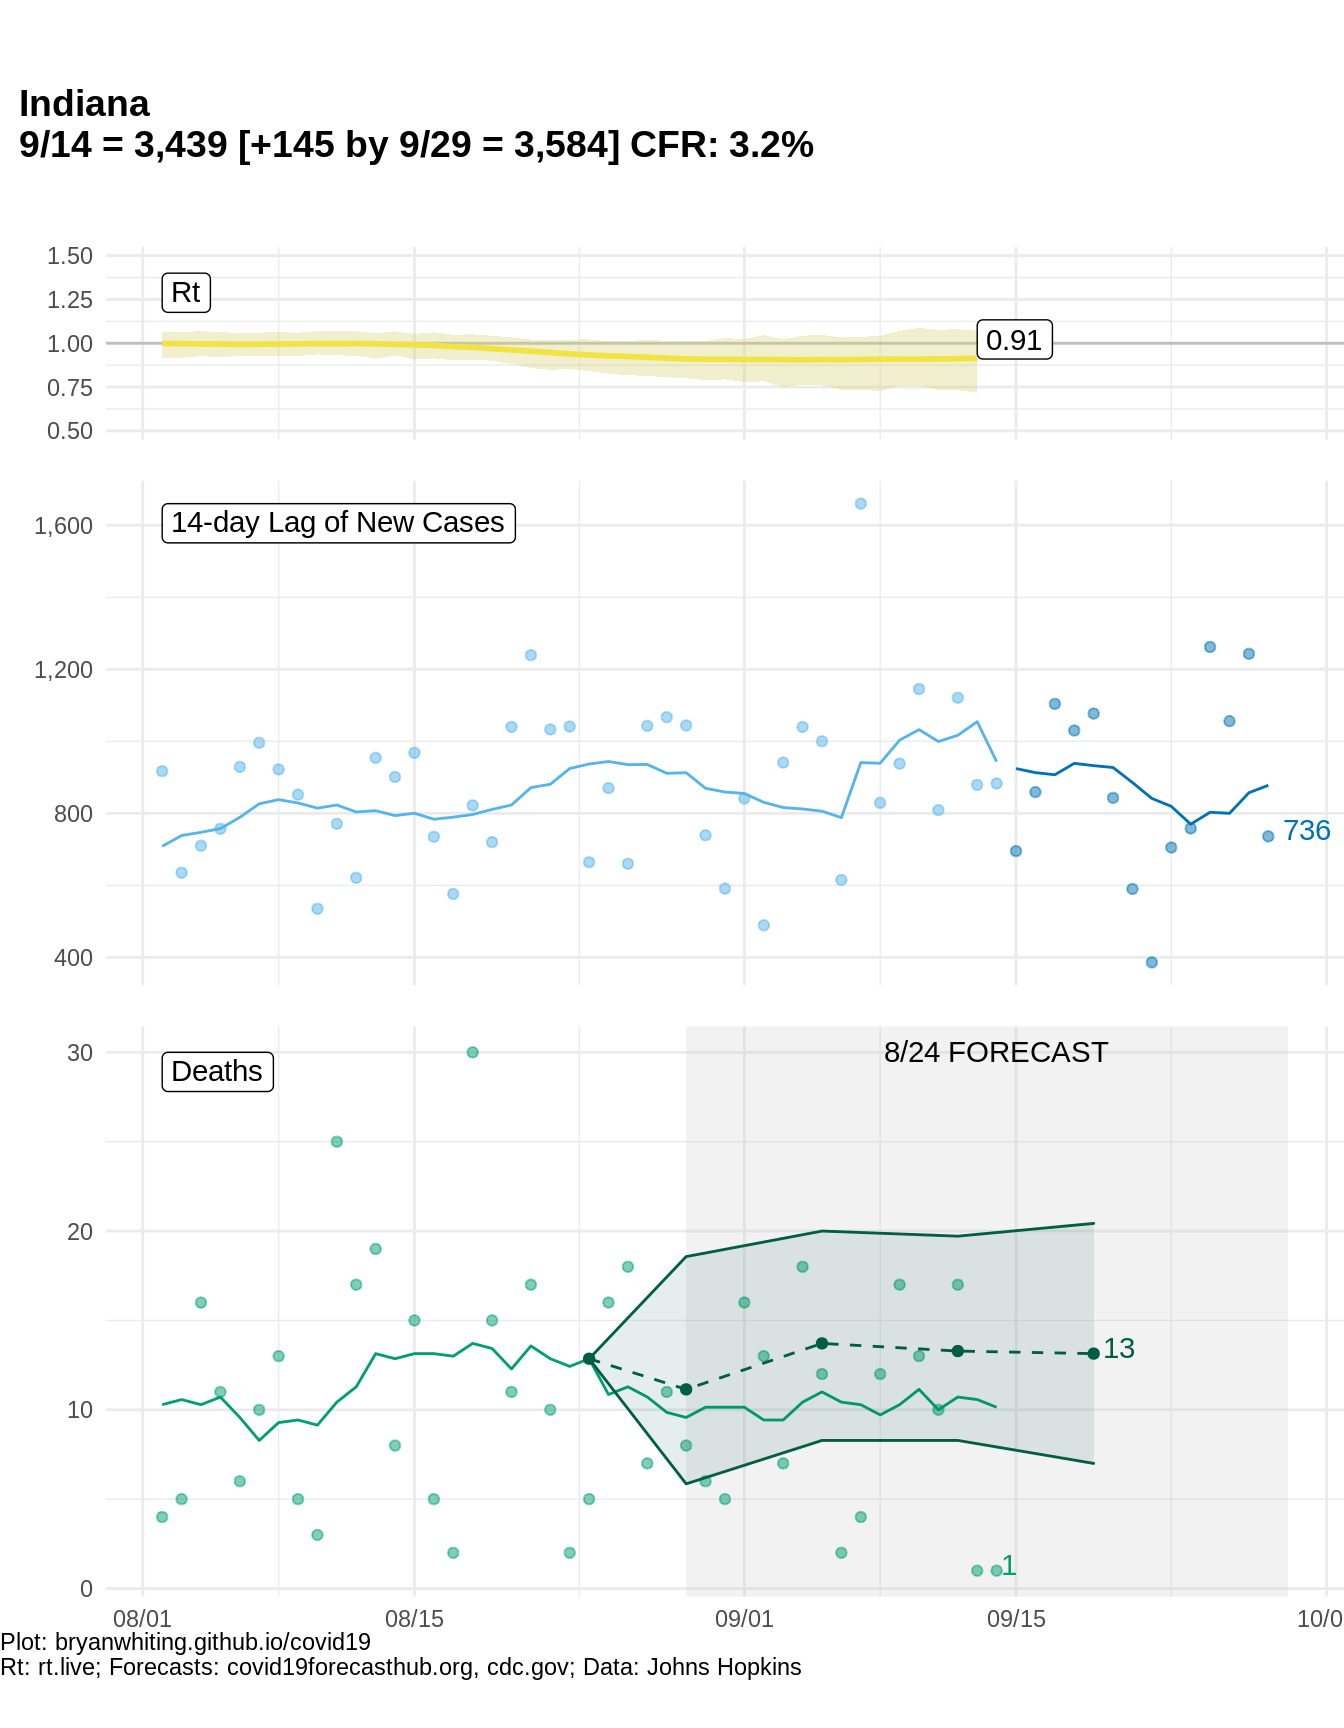 Indiana
9/14 = 3,439 [+145 by 9/29 = 3,584] CFR: 3.2%
1.50
1.25
1.00
0.75
0.50
Rt
0.91
1,600
1,200
800
400
14-day Lag of New Cases
736
30
20
10
0
Deaths
8/24 FORECAST
13
1
08/01
08/15
09/01
09/15
10/0
Plot: bryanwhiting.github.io/covid19
Rt: rt.live; Forecasts: covid19forecasthub.org, cdc.gov; Data: Johns Hopkins